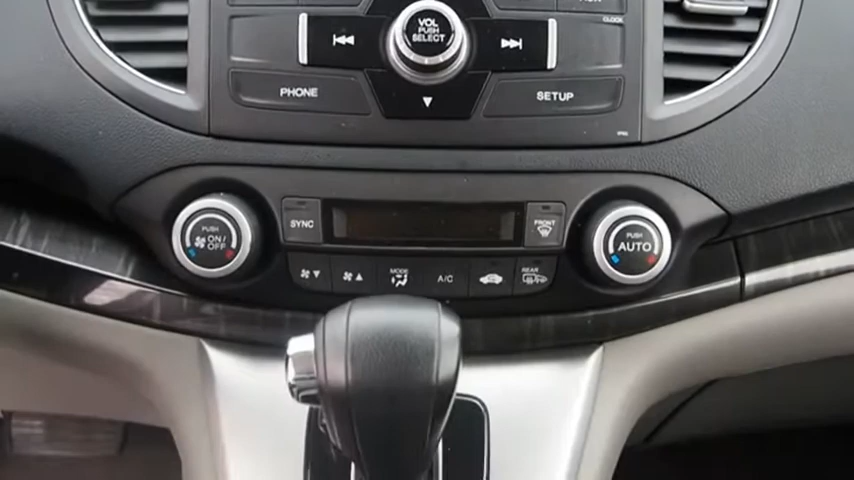 VOL
PUSH
SELECT
CLOCK
PHONE
SETUP
PUSH
ON/
OFF
SYNC
FRONT
PUSH
AUTO
MODE
A/C
REAR